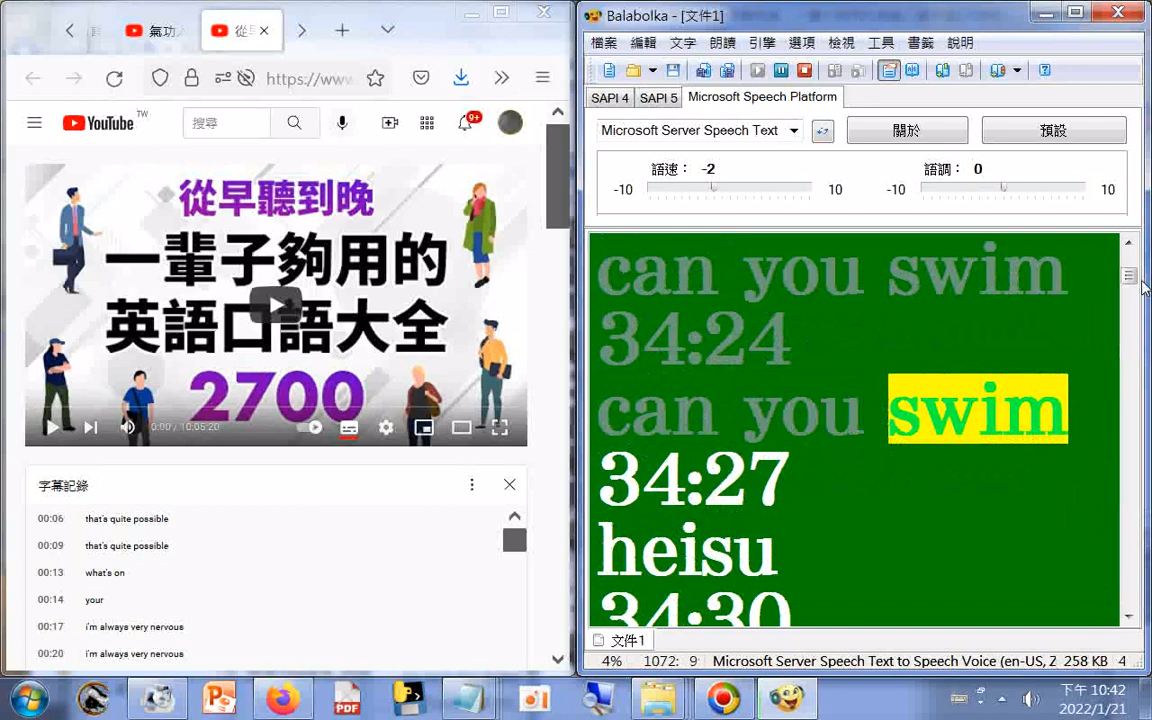 氣功
從
https://www
YouTube TW
搜尋
9+
從早聽到晚
一輩子夠用的
英語口語大全
2700
0:00 / 10:05:20
字幕記錄
00:06 that's quite possible
00:09 that's quite possible
00:13 what's on
00:14 your
00:17 i'm always very nervous
00:20 i'm always very nervous
Balabolka - [文件1]
檔案 編輯 文字 朗讀 引擎 選項 檢視 工具 書籤 說明
SAPI 4 SAPI 5 Microsoft Speech Platform
Microsoft Server Speech Text 關於 預設
語速： -2 語調： 0
-10 10 -10 10
can you swim
34:24
can you swim
34:27
heisu
34:30
文件1
4% 1072: 9 Microsoft Server Speech Text to Speech Voice (en-US, Z 258 KB 4
PDF
下午 10:42
2022/1/21